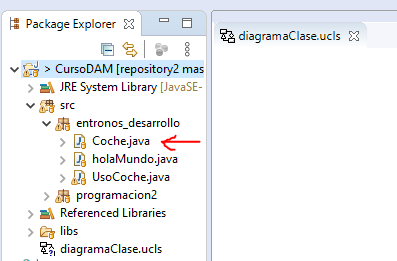 Package Explorer
diagramaClase.ucls
> CursoDAM [repository2 mas
JRE System Library [JavaSE-
src
entronos_desarrollo
Coche.java
holaMundo.java
UsoCoche.java
programacion2
Referenced Libraries
libs
diagramaClase.ucls